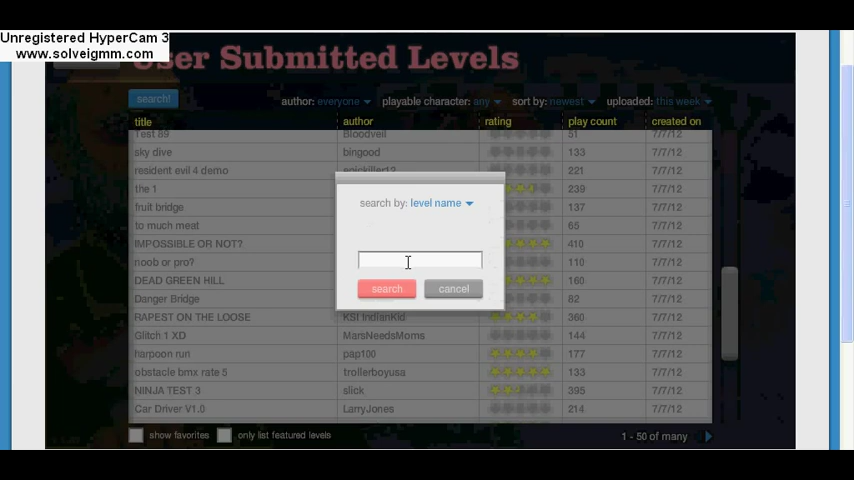 Unregistered HyperCam 3
www.solveigmm.com
User Submitted Levels
search!
author: everyone playable character: any sort by: newest uploaded: this week
title author rating play count created on
Test 89 Bloodveil 51 7/7/12
sky dive bingood 133 7/7/12
resident evil 4 demo epickiller12 221 7/7/12
the 1 239 7/7/12
fruit bridge 137 7/7/12
to much meat 65 7/7/12
IMPOSSIBLE OR NOT? 410 7/7/12
noob or pro? 110 7/7/12
DEAD GREEN HILL 160 7/7/12
Danger Bridge 82 7/7/12
RAPEST ON THE LOOSE KSI IndianKid 360 7/7/12
Glitch 1 XD MarsNeedsMoms 144 7/7/12
harpoon run pap100 177 7/7/12
obstacle bmx rate 5 trollerboyusa 133 7/7/12
NINJA TEST 3 slick 395 7/7/12
Car Driver V1.0 LarryJones 214 7/7/12
search by: level name
search cancel
show favorites only list featured levels 1 - 50 of many